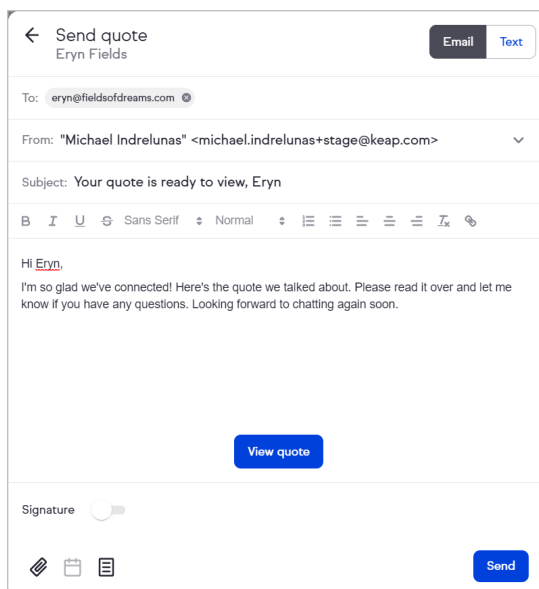 Send quote
Eryn Fields
Email Text
To: eryn@fieldsofdreams.com
From: "Michael Indrelunas" <michael.indrelunas+stage@keap.com>
Subject: Your quote is ready to view, Eryn
B I U S Sans Serif Normal
Hi Eryn,
I'm so glad we've connected! Here's the quote we talked about. Please read it over and let me
know if you have any questions. Looking forward to chatting again soon.
View quote
Signature
Send